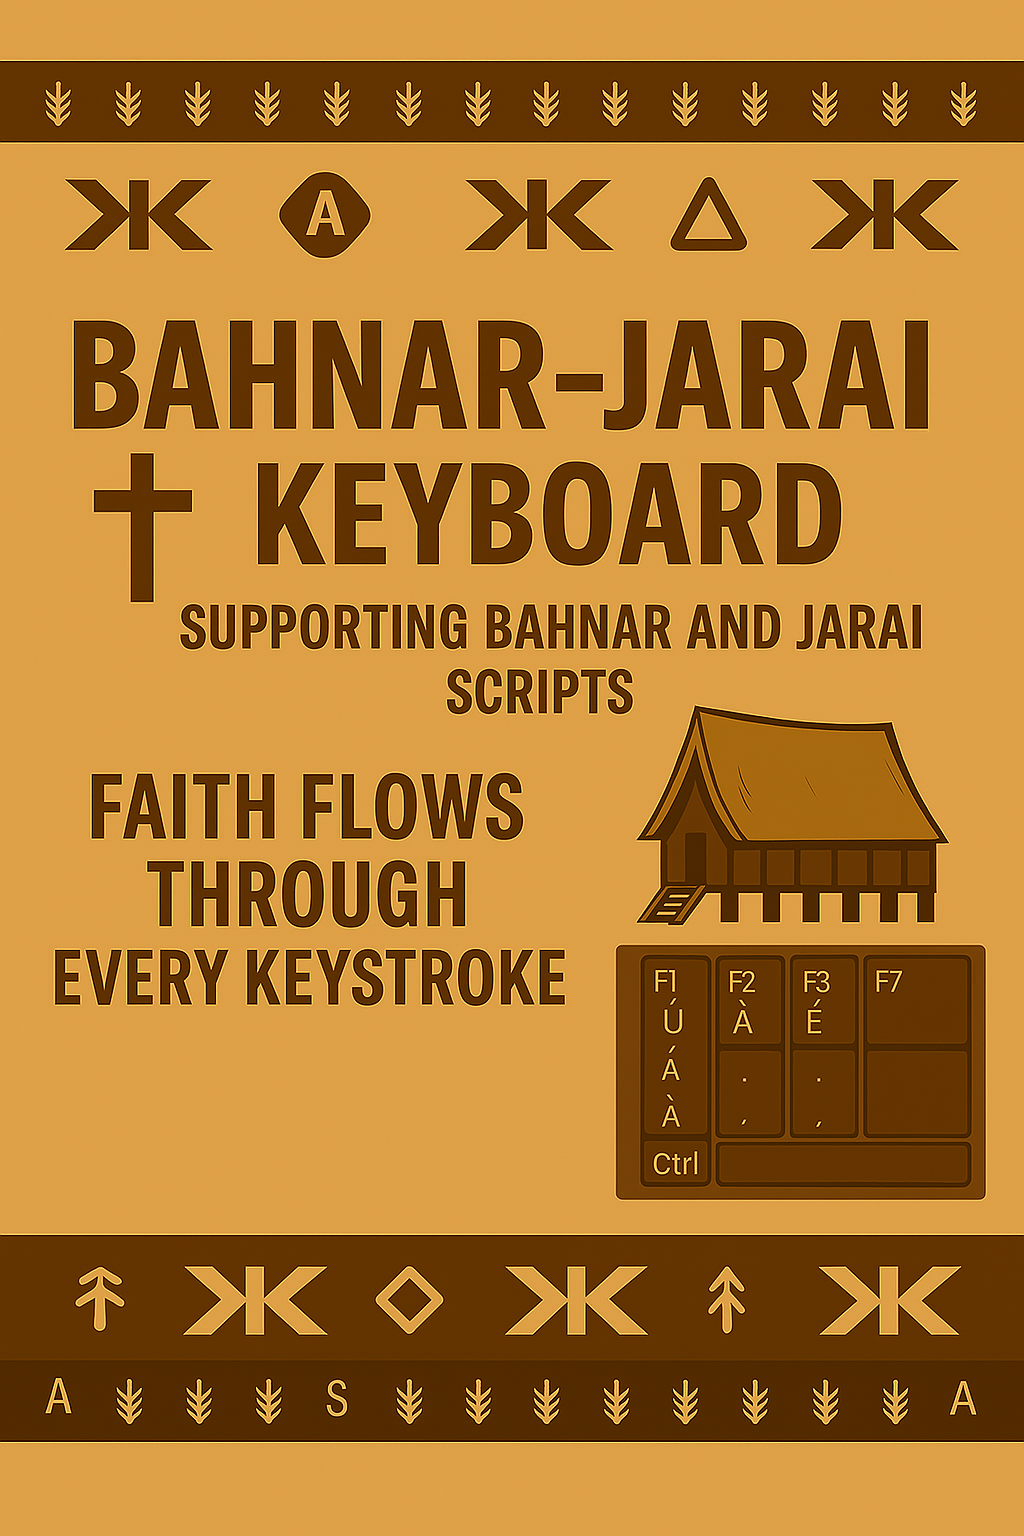 A
BAHNAR–JARAI
KEYBOARD
SUPPORTING BAHNAR AND JARAI
SCRIPTS
FAITH FLOWS
THROUGH
EVERY KEYSTROKE
F1 F2 F3 F7
Ú À É
Á . .
À , ,
Ctrl
A S A